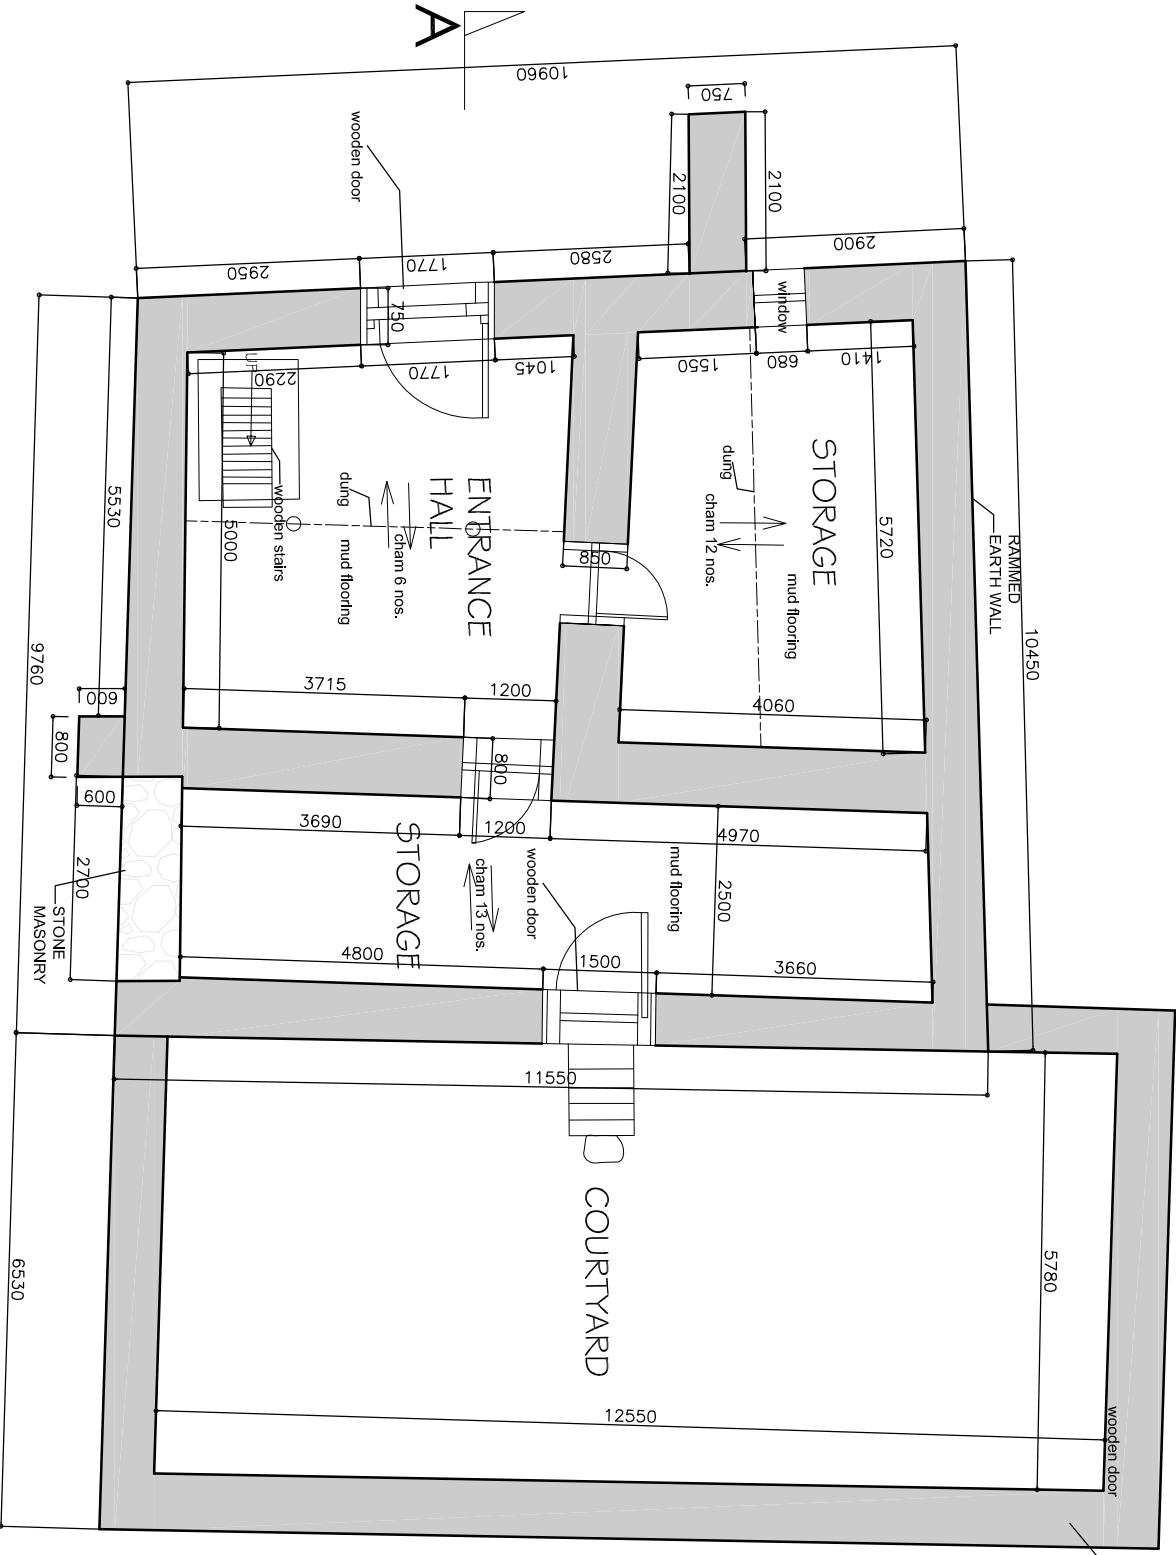 A
10960
750
wooden door
2100
2100
2950
1770
2580
2900
750
window
2290
1770
1045
1550
680
1410
UP
wooden stairs
5000
dung
mud flooring
ENTRANCE
HALL
cham 6 nos.
850
dung
cham 12 nos.
STORAGE
mud flooring
5720
RAMMED
EARTH WALL
10450
5530
9760
3715
1200
4060
600
800
800
600
3690
1200
4970
2700
STONE
MASONRY
STORAGE
cham 13 nos.
wooden door
mud flooring
2500
4800
1500
3660
11550
COURTYARD
5780
6530
12550
wooden door